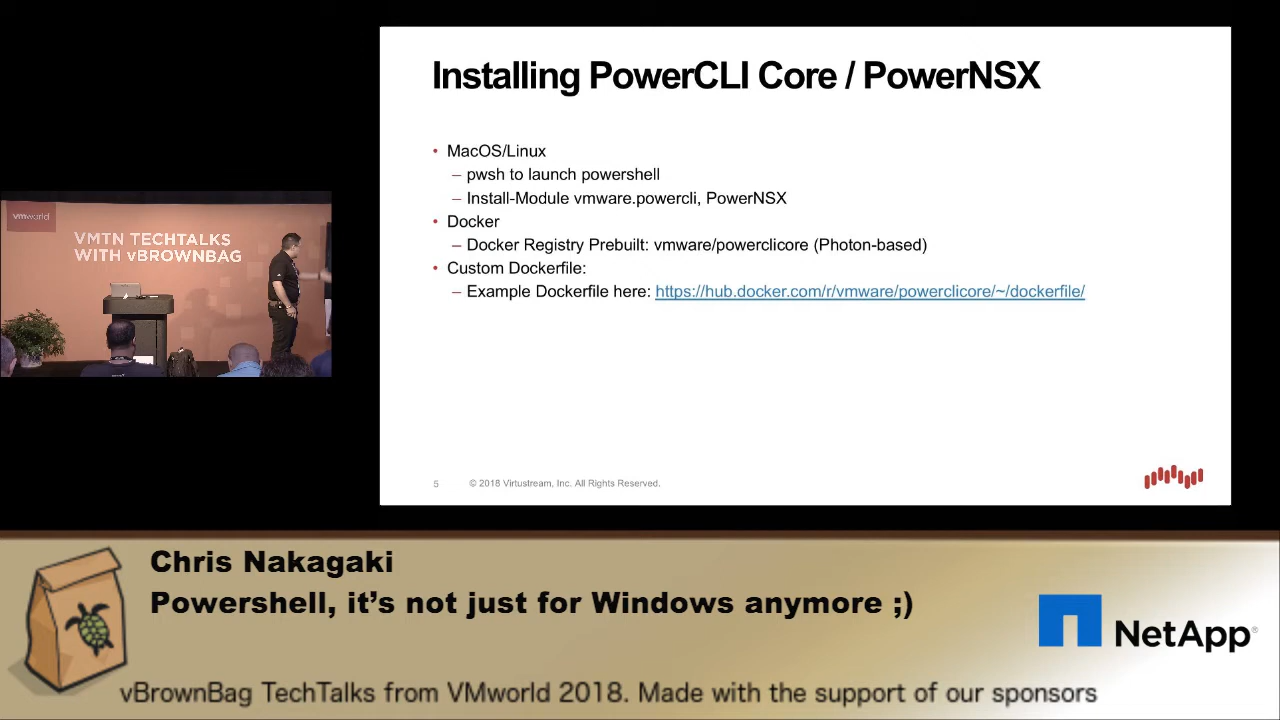 Installing PowerCLI Core / PowerNSX
• MacOS/Linux
– pwsh to launch powershell
– Install-Module vmware.powercli, PowerNSX
• Docker
– Docker Registry Prebuilt: vmware/powerclicore (Photon-based)
• Custom Dockerfile:
– Example Dockerfile here: https://hub.docker.com/r/vmware/powerclicore/~/dockerfile/
5 © 2018 Virtustream, Inc. All Rights Reserved.
vmworld
VMTN TECHTALKS
WITH vBROWNBAG
Chris Nakagaki
Powershell, it's not just for Windows anymore ;)
NetApp®
vBrownBag TechTalks from VMworld 2018. Made with the support of our sponsors